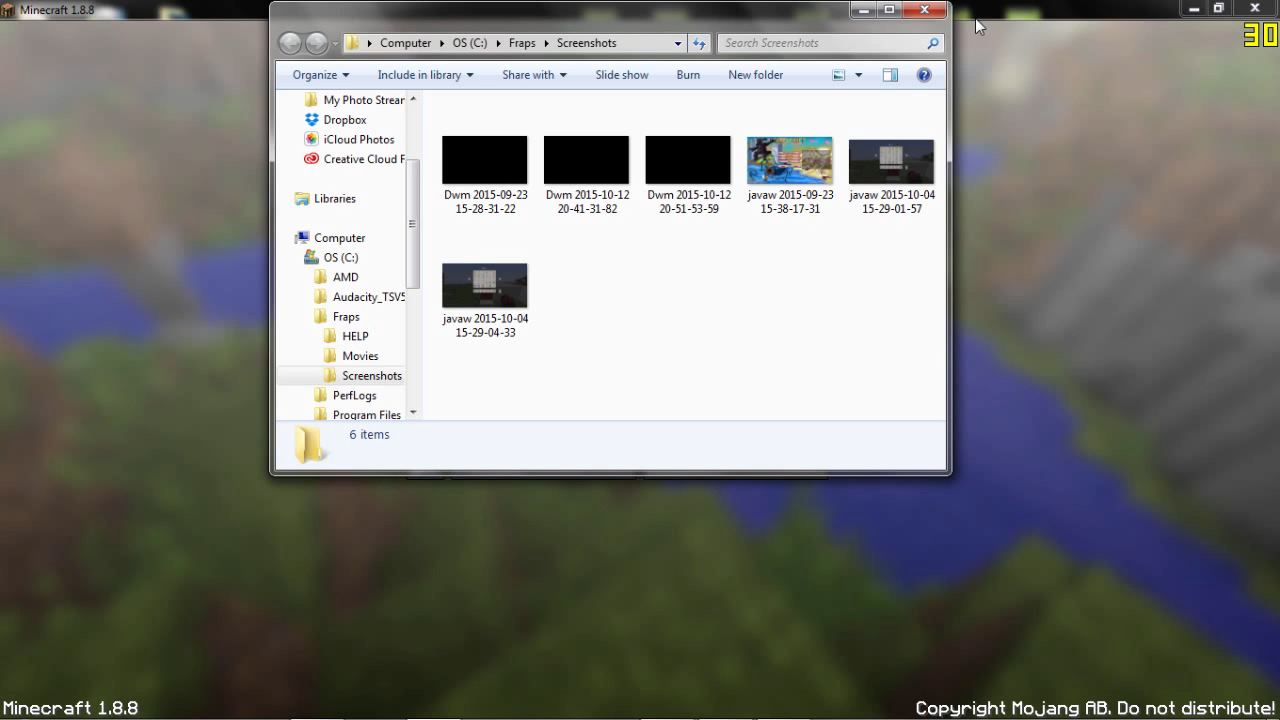 Minecraft 1.8.8
30
Computer OS (C:) Fraps Screenshots
Search Screenshots
Organize Include in library Share with Slide show Burn New folder
My Photo Strear
Dropbox
iCloud Photos
Creative Cloud F
Libraries
Computer
OS (C:)
AMD
Audacity_TSV5
Fraps
HELP
Movies
Screenshots
PerfLogs
Program Files
Dwm 2015-09-23
15-28-31-22
Dwm 2015-10-12
20-41-31-82
Dwm 2015-10-12
20-51-53-59
javaw 2015-09-23
15-38-17-31
javaw 2015-10-04
15-29-01-57
javaw 2015-10-04
15-29-04-33
6 items
Minecraft 1.8.8
Copyright Mojang AB. Do not distribute!